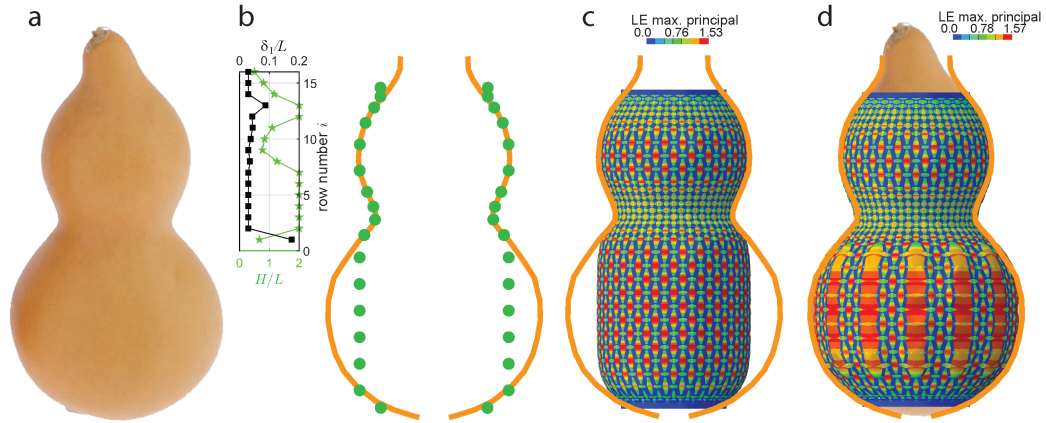 a
b
c
d
δ1/L
0 0.1 0.2
15
10
5
0
row number i
0 1 2
H/L
LE max. principal
0.0 0.76 1.53
LE max. principal
0.0 0.78 1.57